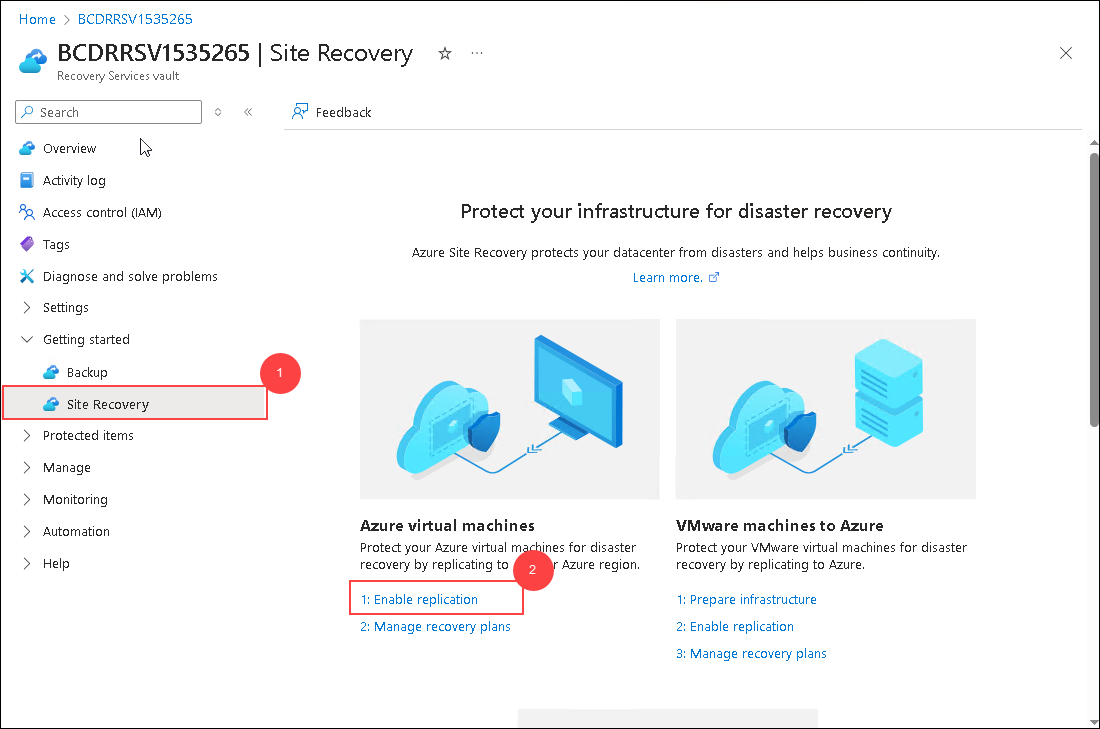 Home > BCDRRSV1535265
BCDRRSV1535265 | Site Recovery
Recovery Services vault
Search
Feedback
Overview
Activity log
Access control (IAM)
Tags
Diagnose and solve problems
Settings
Getting started
Backup
1
Site Recovery
Protected items
Manage
Monitoring
Automation
Help
Protect your infrastructure for disaster recovery
Azure Site Recovery protects your datacenter from disasters and helps business continuity.
Learn more.
Azure virtual machines
Protect your Azure virtual machines for disaster
recovery by replicating to Azure region.
2
1: Enable replication
2: Manage recovery plans
VMware machines to Azure
Protect your VMware virtual machines for disaster
recovery by replicating to Azure.
1: Prepare infrastructure
2: Enable replication
3: Manage recovery plans